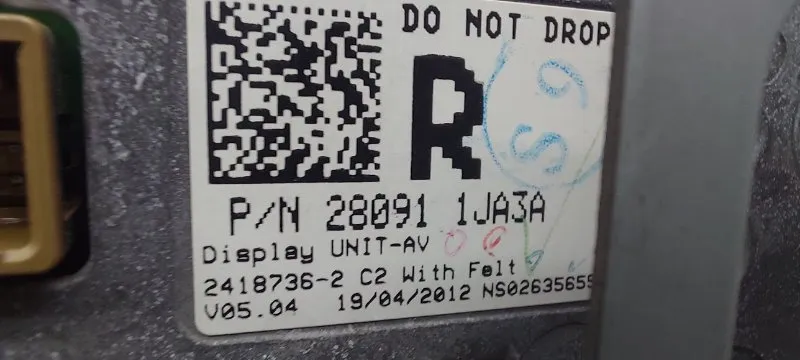 DO NOT DROP
R
S9
P/N 28091 1JA3A
Display UNIT-AV
2418736-2 C2 With Felt
V05.04 19/04/2012 NS02635655